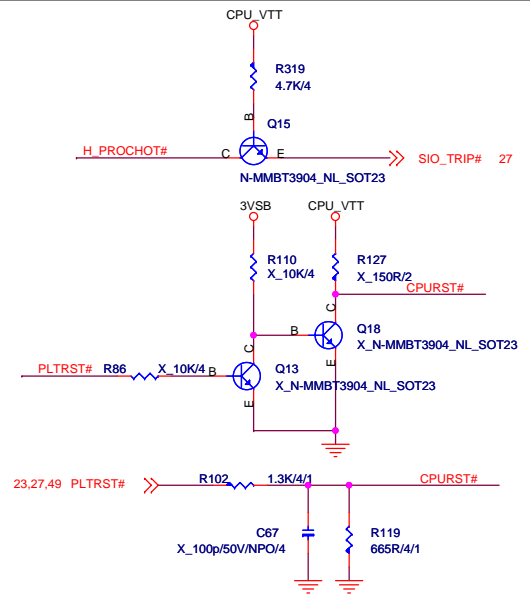 CPU_VTT
R319
4.7K/4
B
Q15
H_PROCHOT#
C
E
SIO_TRIP# 27
N-MMBT3904_NL_SOT23
3VSB
CPU_VTT
R110
X_10K/4
R127
X_150R/2
CPURST#
C
B
Q18
X_N-MMBT3904_NL_SOT23
E
PLTRST#
R86
X_10K/4
B
C
Q13
X_N-MMBT3904_NL_SOT23
E
23,27,49 PLTRST#
R102
1.3K/4/1
CPURST#
C67
X_100p/50V/NPO/4
R119
665R/4/1